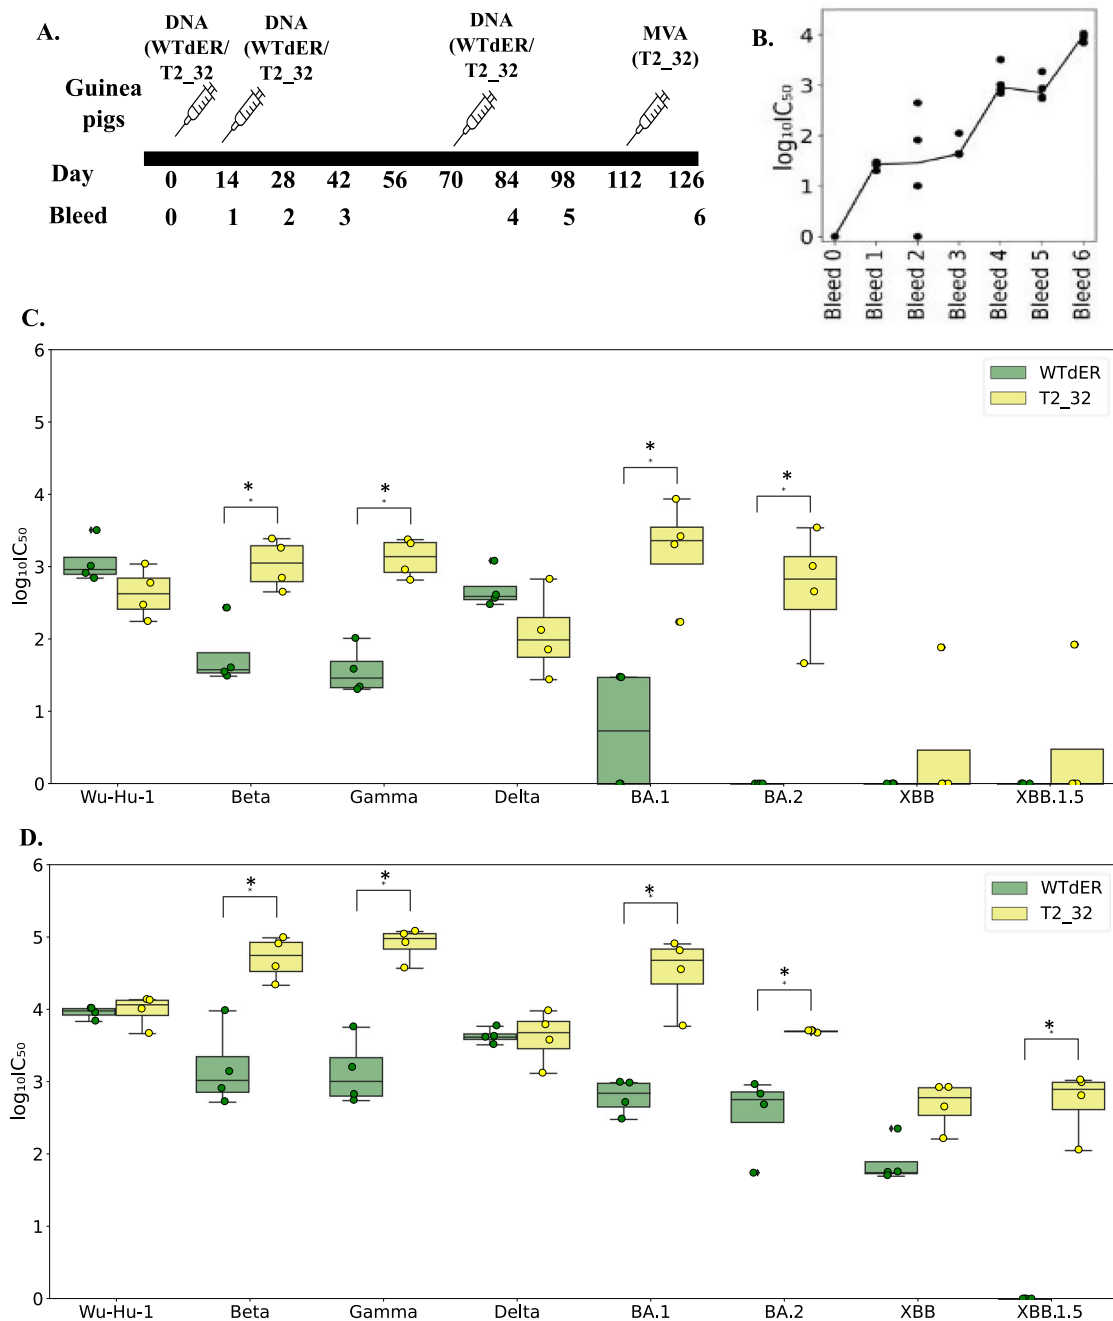 A.
DNA
(WTdER/
T2_32
DNA
(WTdER/
T2_32
DNA
(WTdER/
T2_32
MVA
(T2_32)
Guinea
pigs
Day 0 14 28 42 56 70 84 98 112 126
Bleed 0 1 2 3 4 5 6
B.
log₁₀IC₅₀
4
3
2
1
0
Bleed 0
Bleed 1
Bleed 2
Bleed 3
Bleed 4
Bleed 5
Bleed 6
C.
WTdER
T2_32
log₁₀IC₅₀
6
5
4
3
2
1
0
* * * *
* * * *
Wu-Hu-1 Beta Gamma Delta BA.1 BA.2 XBB XBB.1.5
D.
WTdER
T2_32
log₁₀IC₅₀
6
5
4
3
2
1
0
* * * * *
* * * * *
Wu-Hu-1 Beta Gamma Delta BA.1 BA.2 XBB XBB.1.5